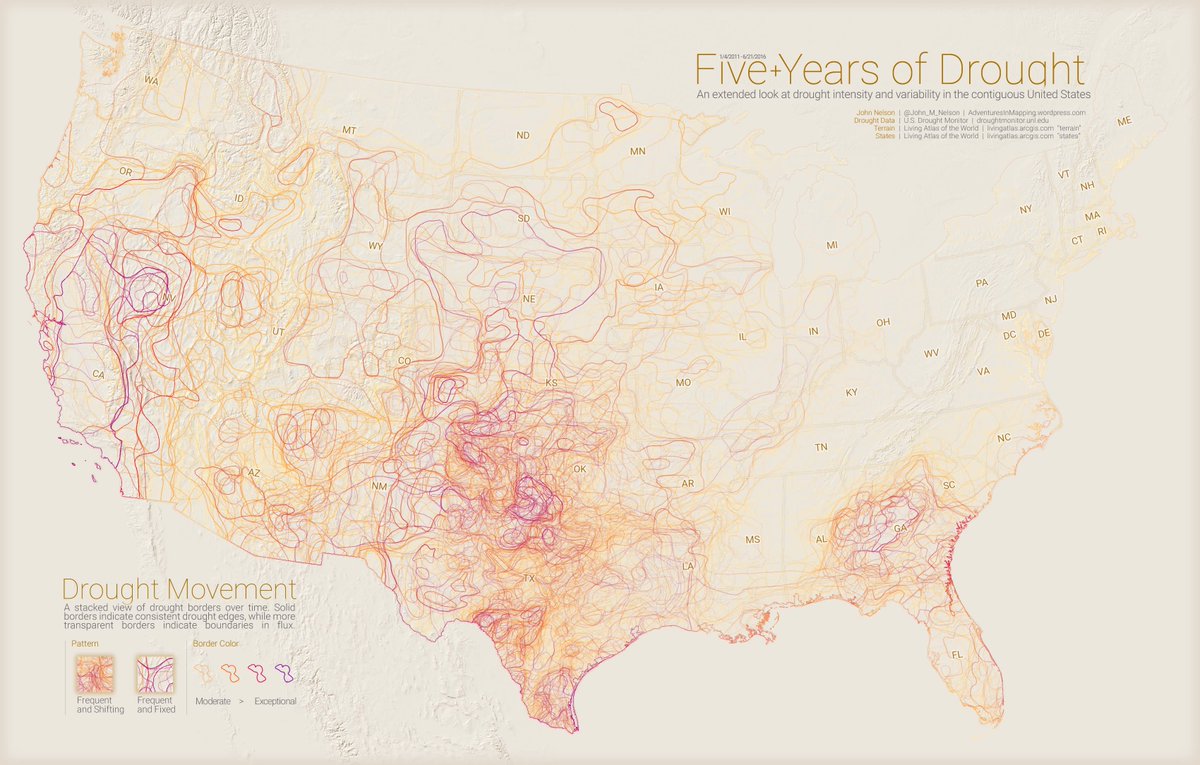 1/4/2011 - 6/21/2016
Five+Years of Drought
An extended look at drought intensity and variability in the contiguous United States
John Nelson | @John_M_Nelson | AdventuresInMapping.wordpress.com
Drought Data | U.S. Drought Monitor | droughtmonitor.unl.edu
Terrain | Living Atlas of the World | livingatlas.arcgis.com "terrain"
States | Living Atlas of the World | livingatlas.arcgis.com "states"
WA
MT
ND
MN
ME
OR
ID
SD
WI
VT
NH
NY
MA
CT
RI
WY
MI
NV
NE
IA
PA
NJ
UT
IL
IN
OH
MD
DC
DE
CA
CO
KS
MO
WV
VA
KY
AZ
NM
OK
AR
TN
NC
SC
MS
AL
GA
TX
LA
FL
Drought Movement
A stacked view of drought borders over time. Solid
borders indicate consistent drought edges, while more
transparent borders indicate boundaries in flux.
Pattern
Border Color
Frequent
and Shifting
Frequent
and Fixed
Moderate > Exceptional